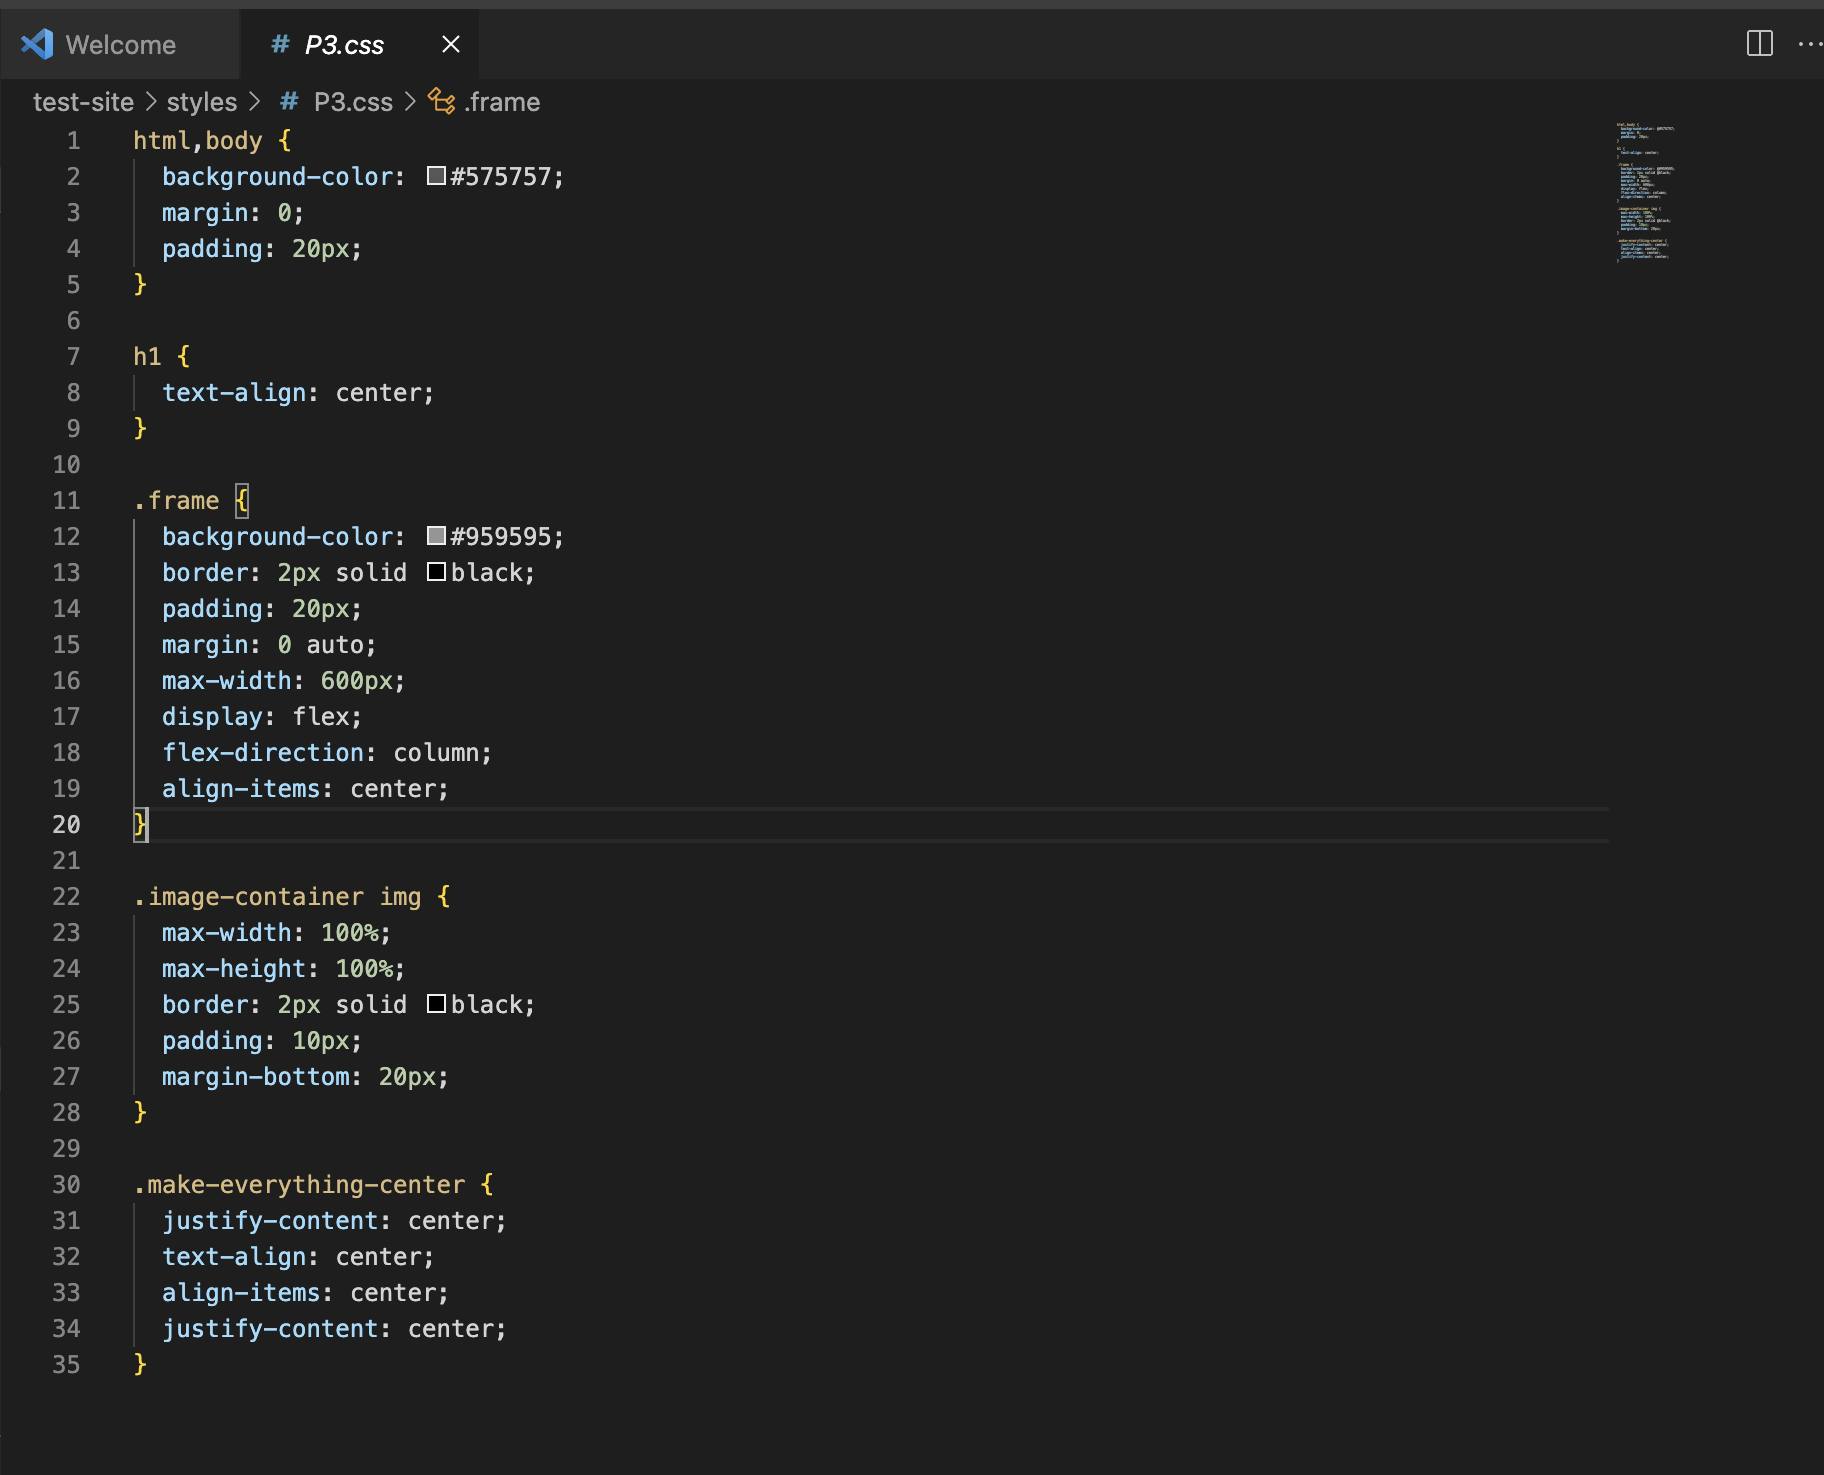 Welcome
# P3.css
test-site > styles > # P3.css > .frame
1 html,body {
2 background-color: #575757;
3 margin: 0;
4 padding: 20px;
5 }
6
7 h1 {
8 text-align: center;
9 }
10
11 .frame {
12 background-color: #959595;
13 border: 2px solid black;
14 padding: 20px;
15 margin: 0 auto;
16 max-width: 600px;
17 display: flex;
18 flex-direction: column;
19 align-items: center;
20 }
21
22 .image-container img {
23 max-width: 100%;
24 max-height: 100%;
25 border: 2px solid black;
26 padding: 10px;
27 margin-bottom: 20px;
28 }
29
30 .make-everything-center {
31 justify-content: center;
32 text-align: center;
33 align-items: center;
34 justify-content: center;
35 }